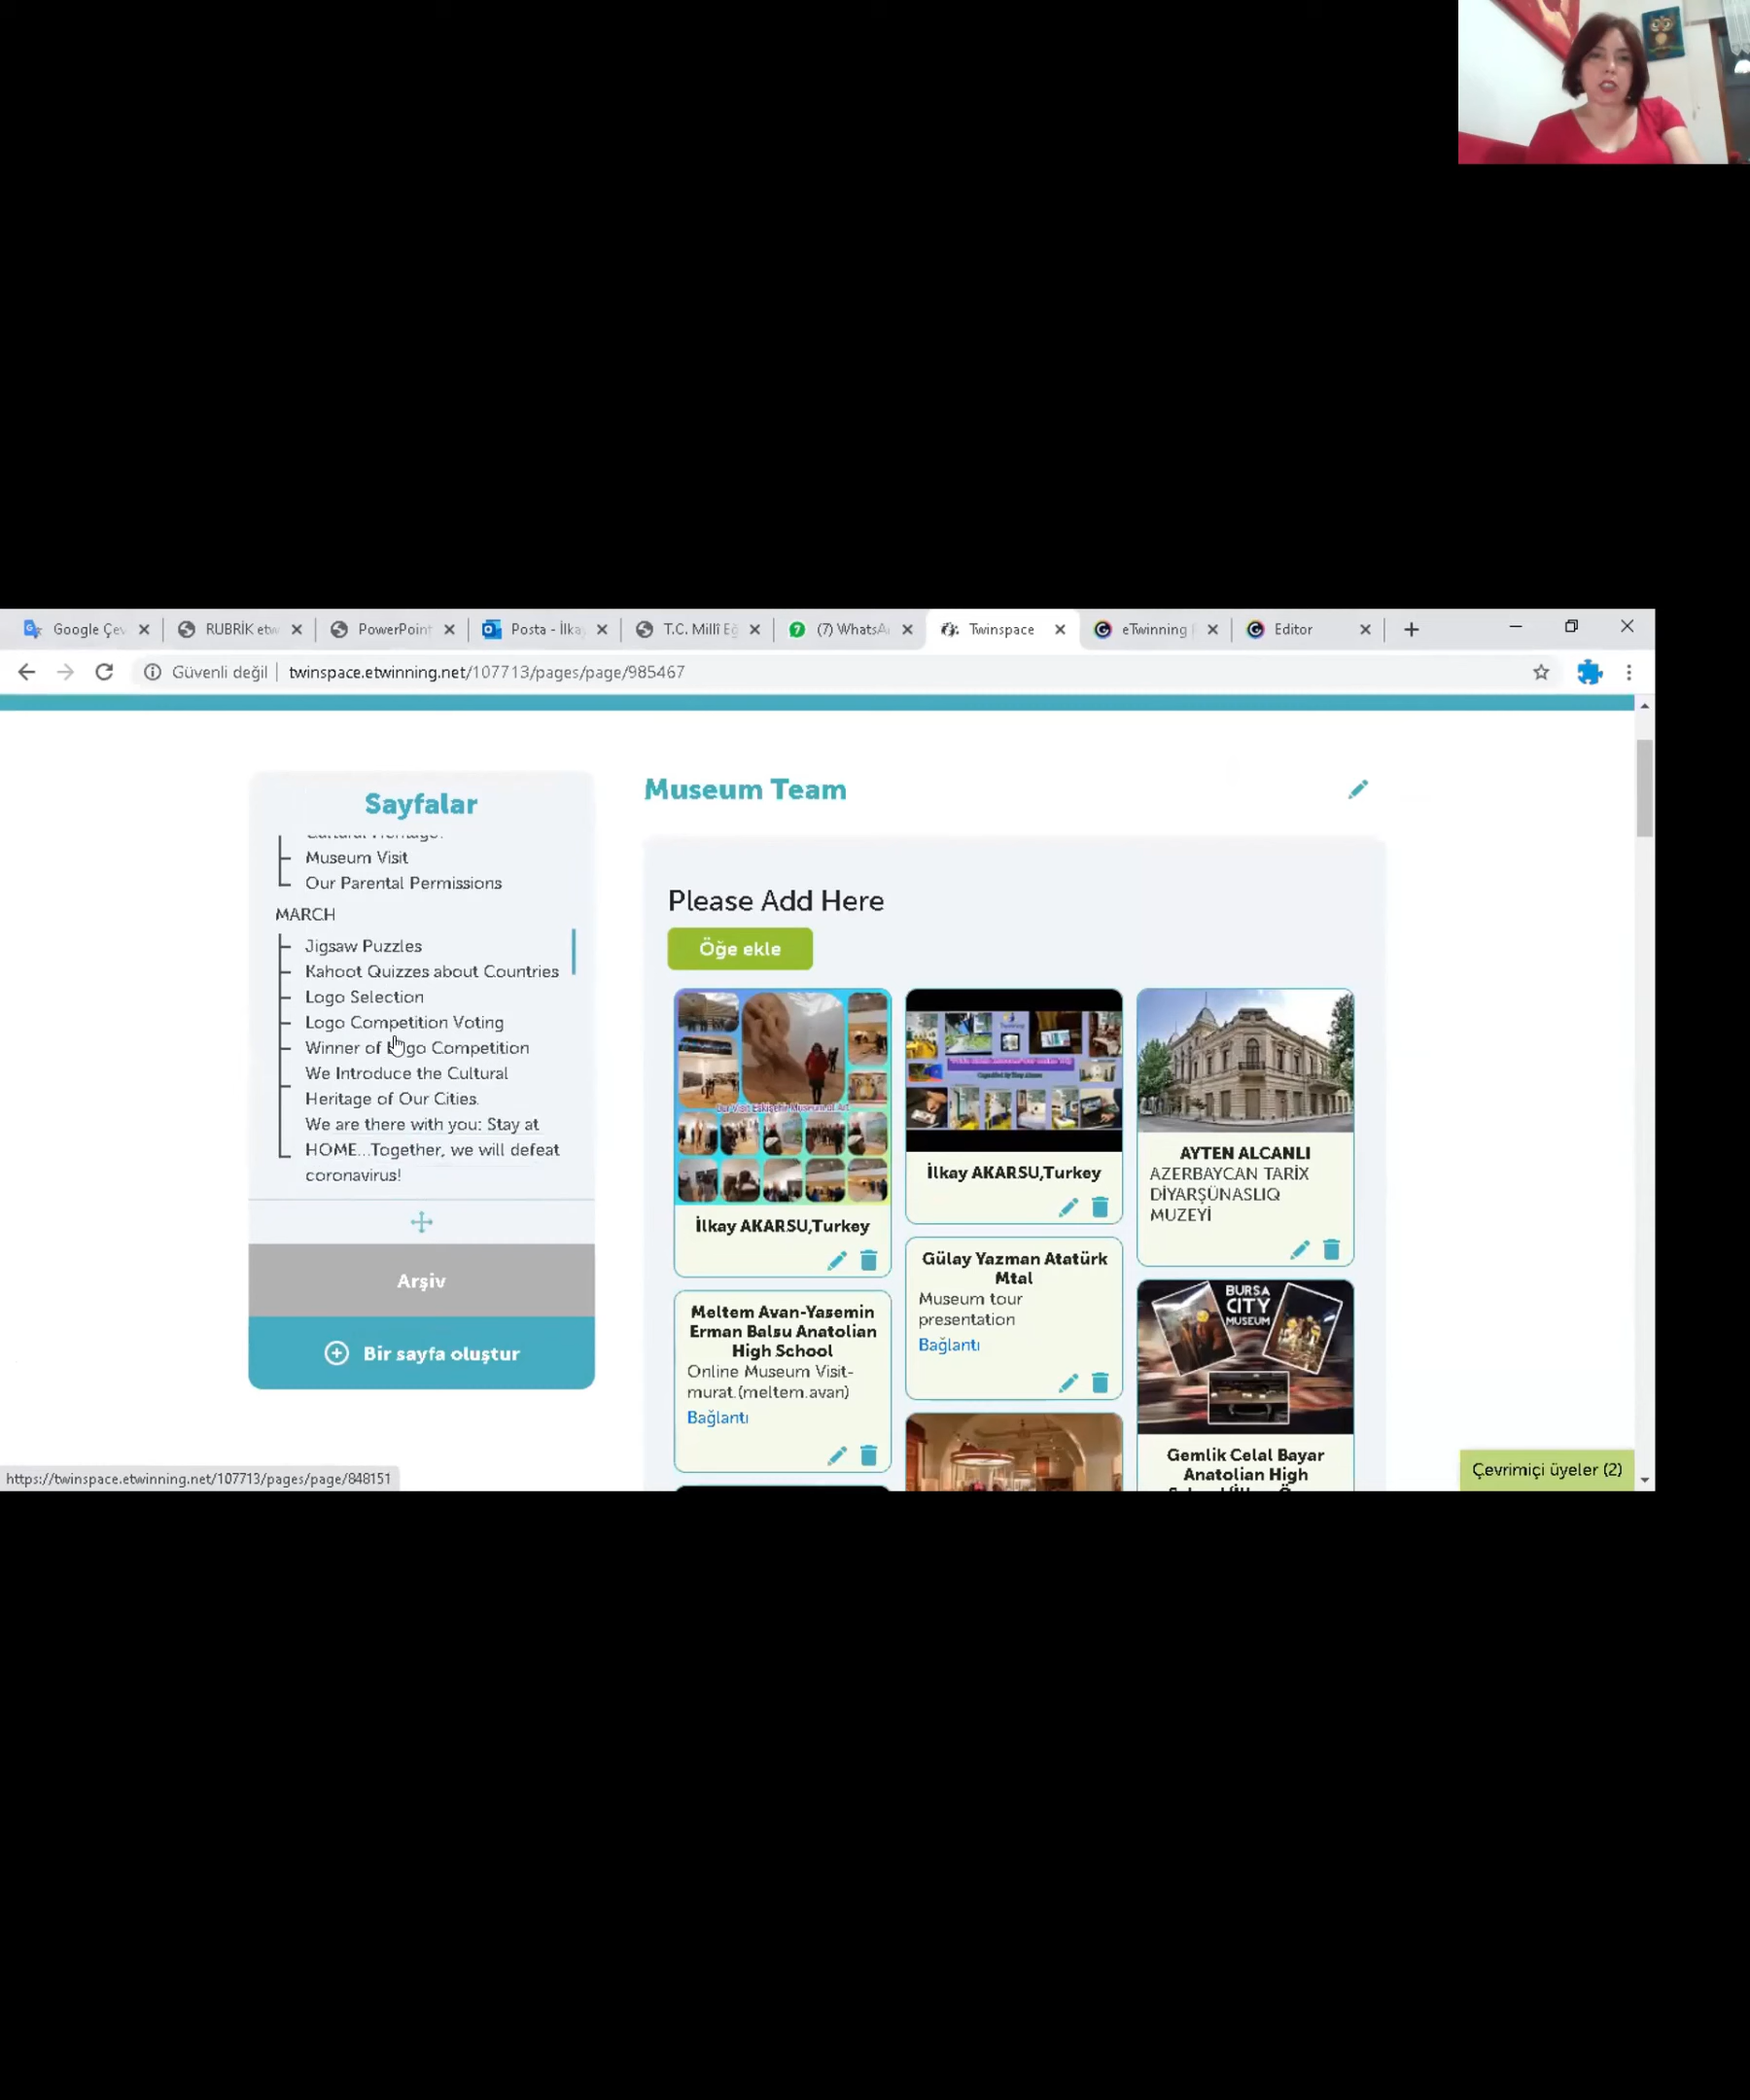 Google Çev
RUBRİK etw
PowerPoint
Posta - İlka
T.C. Millî Eğ
(7) WhatsA
Twinspace
eTwinning
Editor
Güvenli değil
twinspace.etwinning.net/107713/pages/page/985467
Sayfalar
Museum Visit
Our Parental Permissions
MARCH
Jigsaw Puzzles
Kahoot Quizzes about Countries
Logo Selection
Logo Competition Voting
Winner of Logo Competition
We Introduce the Cultural
Heritage of Our Cities.
We are there with you: Stay at
HOME...Together, we will defeat
coronavirus!
Arşiv
Bir sayfa oluştur
Museum Team
Please Add Here
Öğe ekle
Our Visit Eskişehir Museum of Art
İlkay AKARSU,Turkey
Meltem Avan-Yasemin
Erman Balsu Anatolian
High School
Online Museum Visit-
murat.(meltem.avan)
Bağlantı
İlkay AKARSU,Turkey
Gülay Yazman Atatürk
Mtal
Museum tour
presentation
Bağlantı
AYTEN ALCANLI
AZERBAYCAN TARİX
DİYARŞÜNASLIQ
MUZEYİ
BURSA
CITY
MUSEUM
Gemlik Celal Bayar
Anatolian High
Çevrimiçi üyeler (2)
https://twinspace.etwinning.net/107713/pages/page/848151